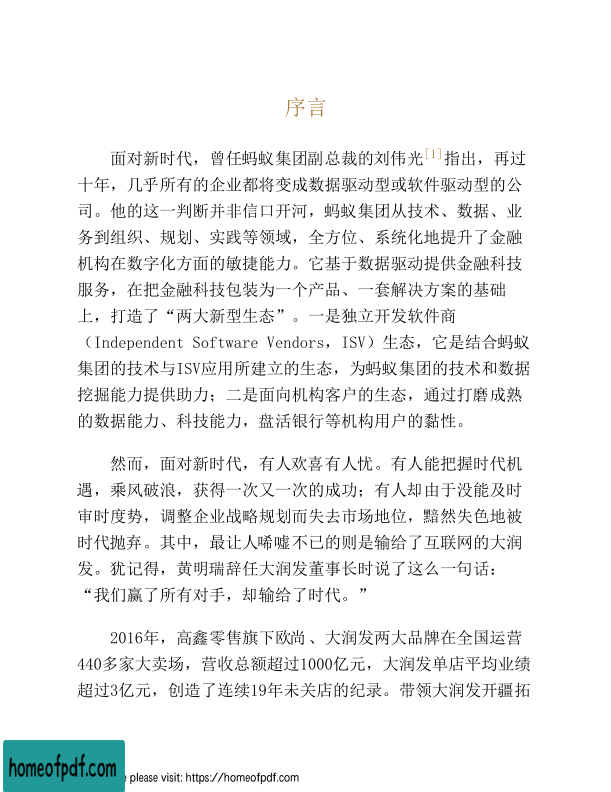 序言
面对新时代，曾任蚂蚁集团副总裁的刘伟光[1]指出，再过
十年，几乎所有的企业都将变成数据驱动型或软件驱动型的公
司。他的这一判断并非信口开河，蚂蚁集团从技术、数据、业
务到组织、规划、实践等领域，全方位、系统化地提升了金融
机构在数字化方面的敏捷能力。它基于数据驱动提供金融科技
服务，在把金融科技包装为一个产品、一套解决方案的基础
上，打造了“两大新型生态”。一是独立开发软件商
（Independent Software Vendors，ISV）生态，它是结合蚂蚁
集团的技术与ISV应用所建立的生态，为蚂蚁集团的技术和数据
挖掘能力提供助力；二是面向机构客户的生态，通过打磨成熟
的数据能力、科技能力，盘活银行等机构用户的黏性。
然而，面对新时代，有人欢喜有人忧。有人能把握时代机
遇，乘风破浪，获得一次又一次的成功；有人却由于没能及时
审时度势，调整企业战略规划而失去市场地位，黯然失色地被
时代抛弃。其中，最让人唏嘘不已的则是输给了互联网的大润
发。犹记得，黄明瑞辞任大润发董事长时说了这么一句话：
“我们赢了所有对手，却输给了时代。”
2016年，高鑫零售旗下欧尚、大润发两大品牌在全国运营
440多家大卖场，营收总额超过1000亿元，大润发单店平均业绩
超过3亿元，创造了连续19年未关店的纪录。带领大润发开疆拓
homeofpdf.com
e please visit: https://homeofpdf.com